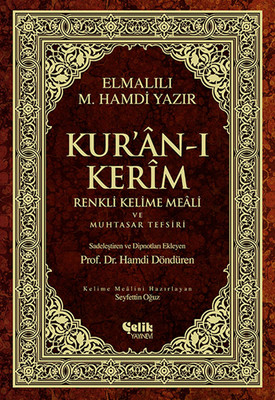 ELMALILI
M. HAMDİ YAZIR
KUR'ÂN-I
KERÎM
RENKLİ KELİME MEÂLİ
VE
MUHTASAR TEFSİRİ
Sadeleştiren ve Dipnotları Ekleyen
Prof. Dr. Hamdi Döndüren
Kelime Meâlini Hazırlayan
Seyfettin Oğuz
Çelik
YAYINEVİ